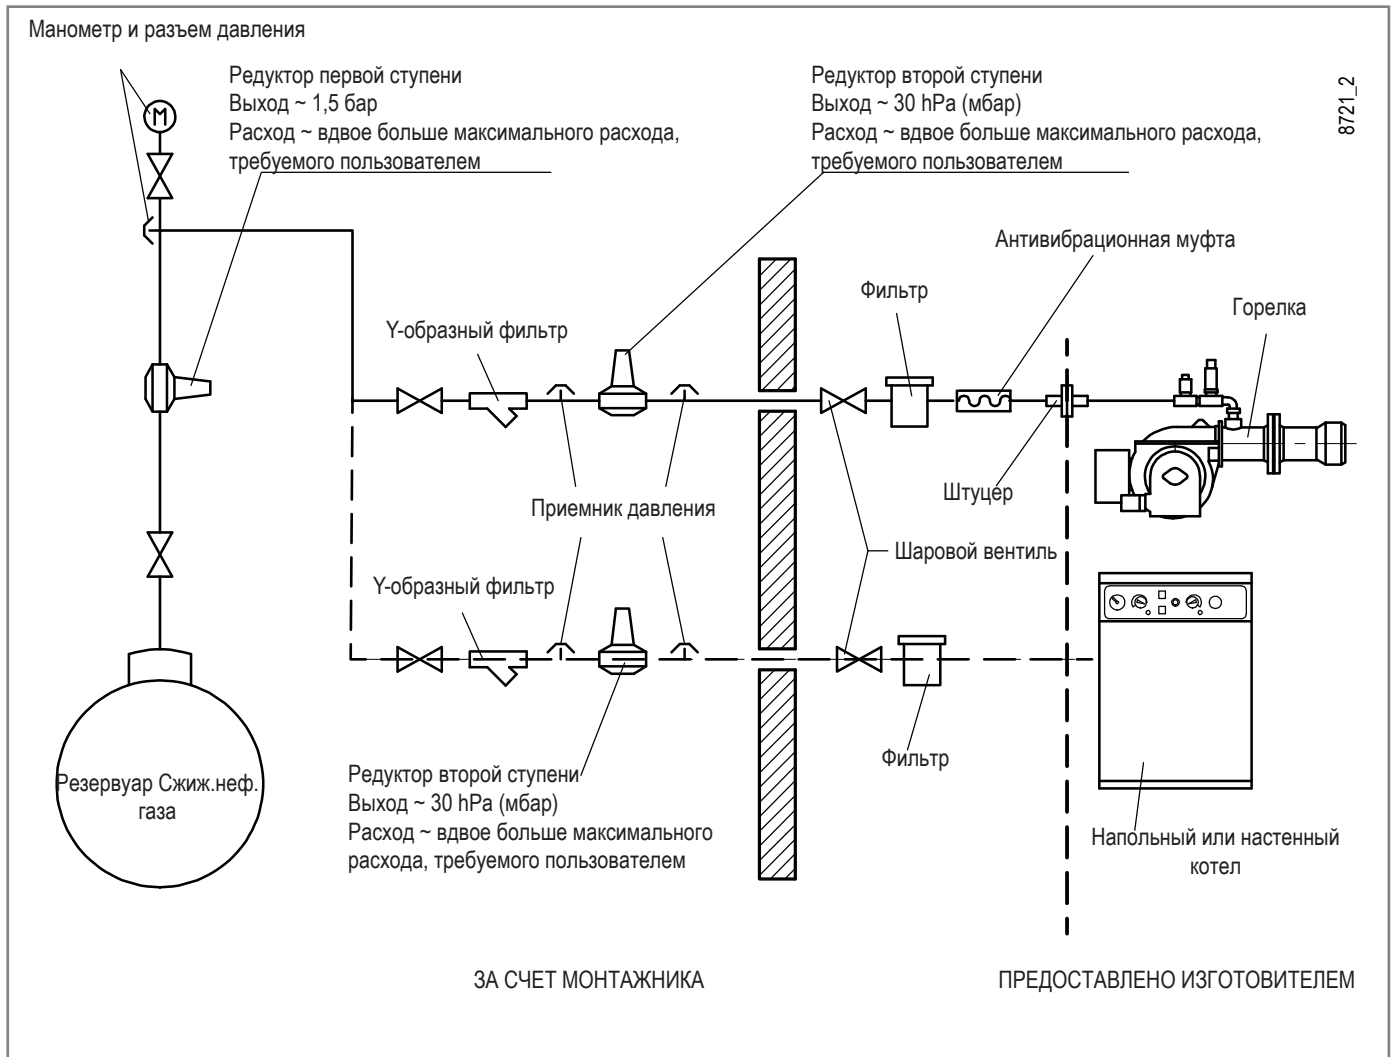 Манометр и разъем давления
Редуктор первой ступени
Выход ~ 1,5 бар
Расход ~ вдвое больше максимального расхода,
требуемого пользователем
Редуктор второй ступени
Выход ~ 30 hPa (мбар)
Расход ~ вдвое больше максимального расхода,
требуемого пользователем
8721_2
M
Антивибрационная муфта
Фильтр
Горелка
Y-образный фильтр
Штуцер
Приемник давления
Шаровой вентиль
Y-образный фильтр
Фильтр
Резервуар Сжиж.неф.
газа
Редуктор второй ступени
Выход ~ 30 hPa (мбар)
Расход ~ вдвое больше максимального
расхода, требуемого пользователем
Напольный или настенный
котел
ЗА СЧЕТ МОНТАЖНИКА
ПРЕДОСТАВЛЕНО ИЗГОТОВИТЕЛЕМ